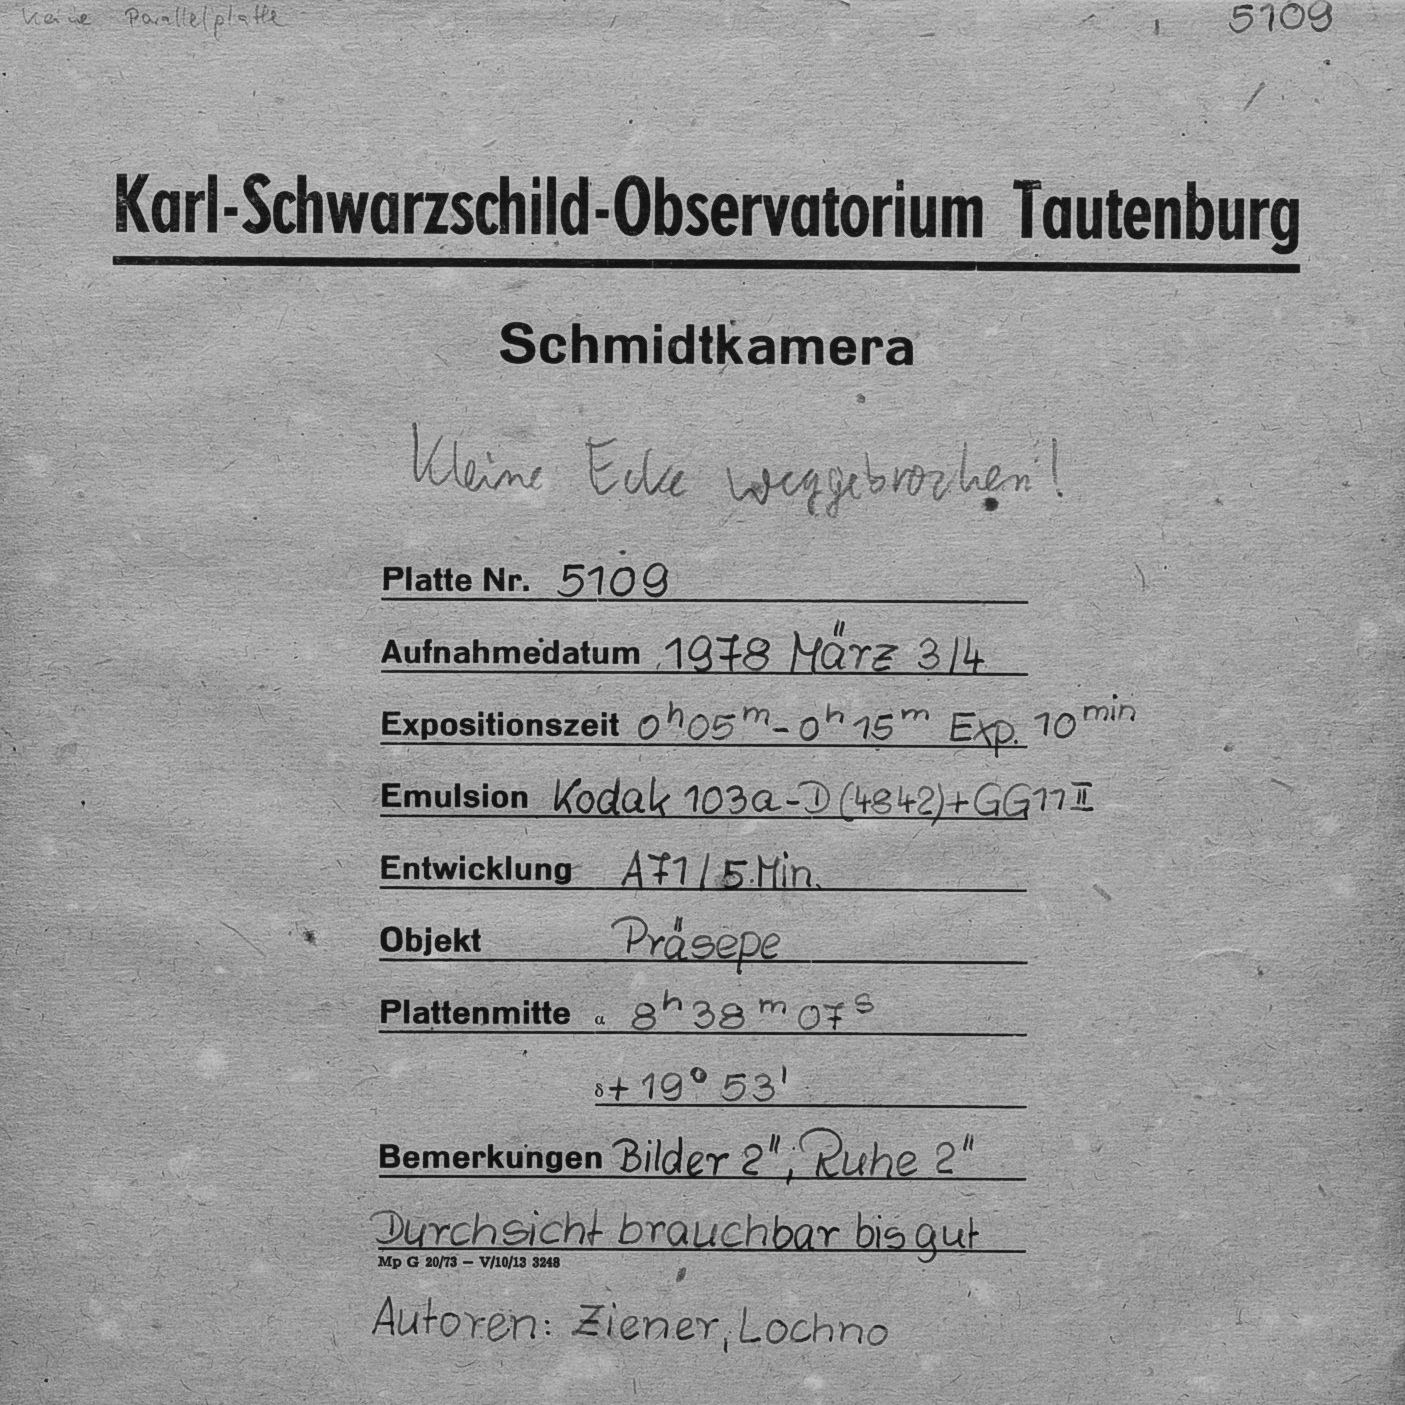 Keine Parallelplatte
5109
Karl-Schwarzschild-Observatorium Tautenburg
Schmidtkamera
Kleine Ecke weggebrochen!
Platte Nr. 5109
Aufnahmedatum 1978 März 3/4
Expositionszeit 0ʰ05ᵐ-0ʰ15ᵐ Exp. 10ᵐⁱⁿ
Emulsion Kodak 103a-D (4842)+GG11 II
Entwicklung A71/5 Min.
Objekt Präsepe
Plattenmitte α 8ʰ38ᵐ07ˢ
δ+19° 53'
Bemerkungen Bilder 2", Ruhe 2"
Durchsicht brauchbar bis gut
Mp G 20/73 – V/10/13 3248
Autoren: Ziener, Lochno